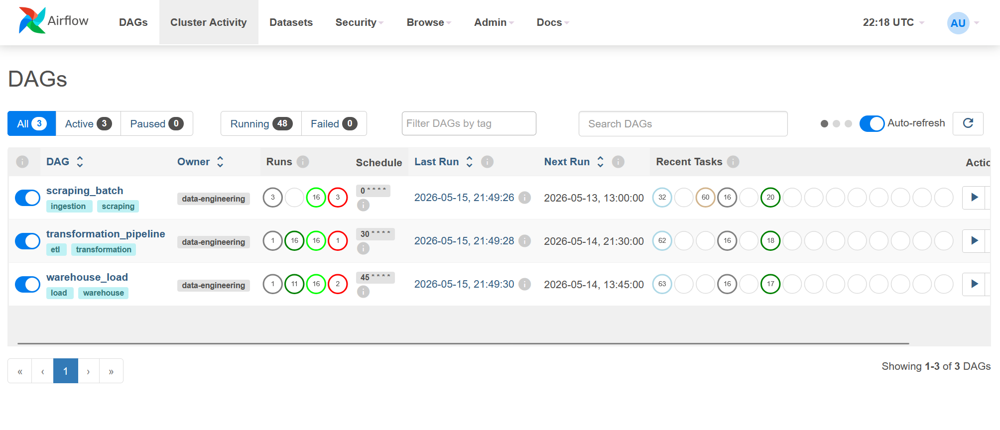 Airflow DAGs Cluster Activity Datasets Security Browse Admin Docs 22:18 UTC AU
DAGs
All 3 Active 3 Paused 0 Running 48 Failed 0 Filter DAGs by tag Search DAGs Auto-refresh
DAG Owner Runs Schedule Last Run Next Run Recent Tasks Actio
scraping_batch
ingestion scraping
data-engineering
3 16 3
0 * * * *
2026-05-15, 21:49:26
2026-05-13, 13:00:00
32 60 16 20
transformation_pipeline
etl transformation
data-engineering
1 16 16 1
30 * * * *
2026-05-15, 21:49:28
2026-05-14, 21:30:00
62 16 18
warehouse_load
load warehouse
data-engineering
1 11 16 2
45 * * * *
2026-05-15, 21:49:30
2026-05-14, 13:45:00
63 16 17
« ‹ 1 › »
Showing 1-3 of 3 DAGs